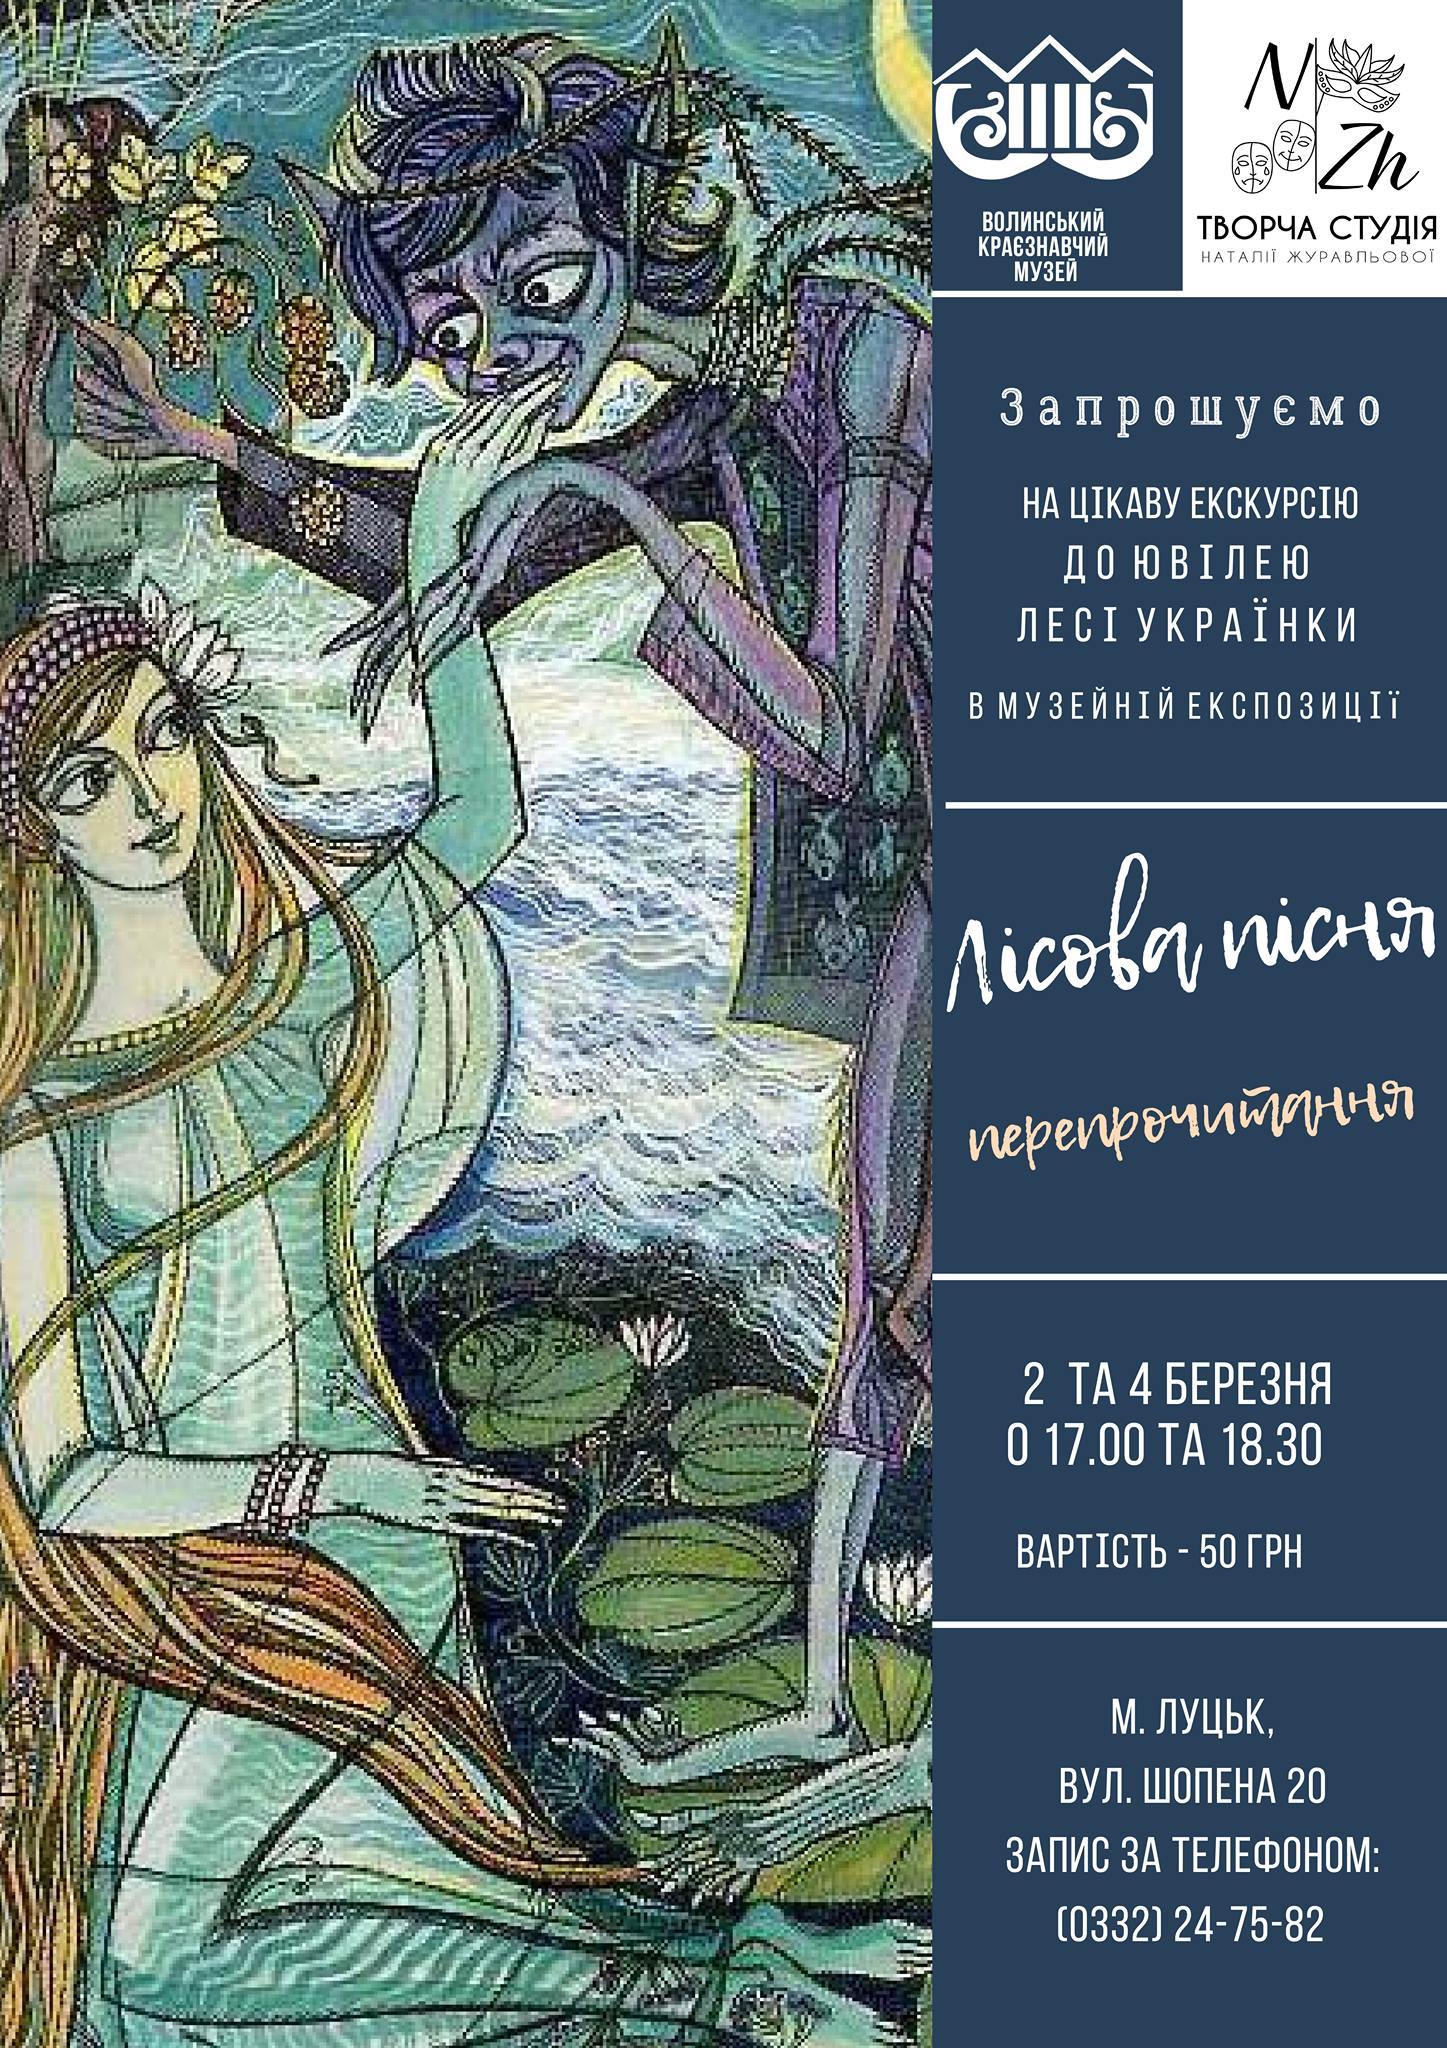 ВОЛИНСЬКИЙ
КРАЄЗНАВЧИЙ
МУЗЕЙ
N
Zh
ТВОРЧА СТУДІЯ
НАТАЛІЇ ЖУРАВЛЬОВОЇ
Запрошуємо
НА ЦІКАВУ ЕКСКУРСІЮ
ДО ЮВІЛЕЮ
ЛЕСІ УКРАЇНКИ
В МУЗЕЙНІЙ ЕКСПОЗИЦІї
Лісова пісня
перепрочитання
2 ТА 4 БЕРЕЗНЯ
О 17.00 ТА 18.30
ВАРТІСТЬ - 50 ГРН
М. ЛУЦЬК,
ВУЛ. ШОПЕНА 20
ЗАПИС ЗА ТЕЛЕФОНОМ:
(0332) 24-75-82